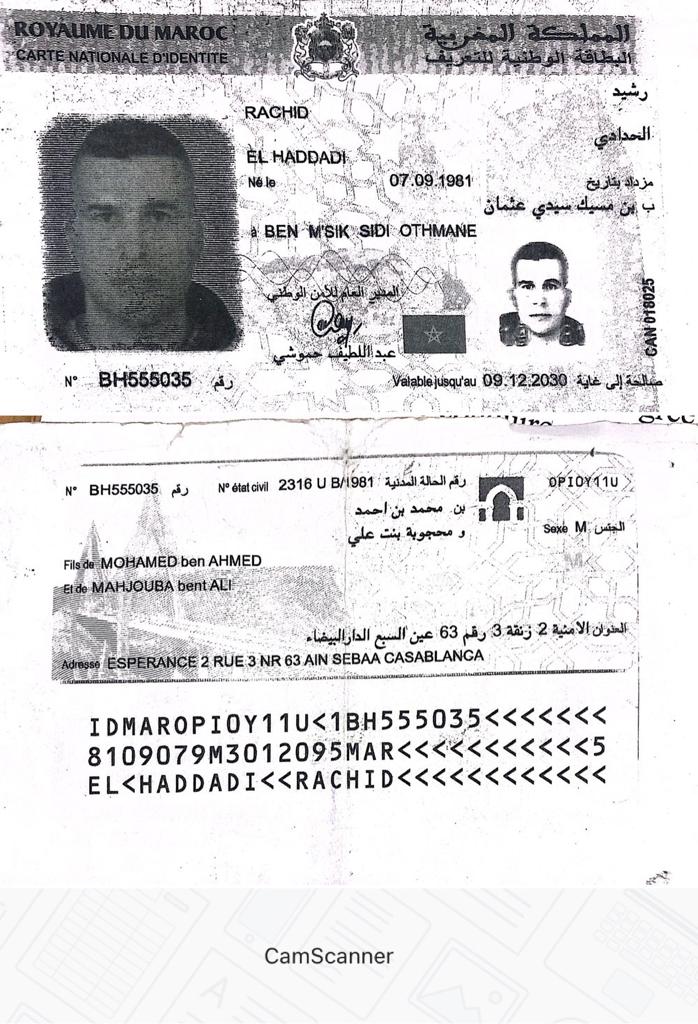 ROYAUME DU MAROC
المملكة المغربية
CARTE NATIONALE D'IDENTITE
البطاقة الوطنية للتعريف
رشيد
RACHID
الحدادي
EL HADDADI
Né le 07.09.1981 مزداد بتاريخ
ب بن مسيك سيدي عثمان
à BEN M'SIK SIDI OTHMANE
المدير العام للأمن الوطني
عبد اللطيف حموشي
CAN 018025
N° BH555035 رقم
Valable jusqu'au 09.12.2030 صالحة إلى غاية
N° BH555035 رقم
N° état civil 2316 U B/1981 رقم الحالة المدنية
OPIOY11U
بن محمد بن احمد
و محجوبة بنت علي
Sexe M الجنس
Fils de MOHAMED ben AHMED
Et de MAHJOUBA bent ALI
العنوان الامنية 2 زنقة 3 رقم 63 عين السبع الدارالبيضاء
Adresse ESPERANCE 2 RUE 3 NR 63 AIN SEBAA CASABLANCA
IDMAROPIOY11U<1BH555035<<<<<<<
8109079M3012095MAR<<<<<<<<<<<5
EL<HADDADI<<RACHID<<<<<<<<<<<<
CamScanner